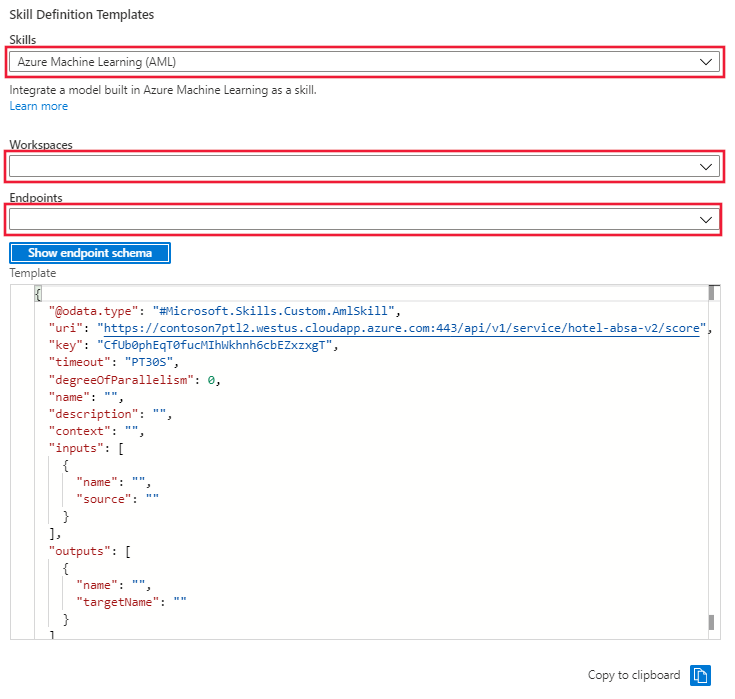 Skill Definition Templates
Skills
Azure Machine Learning (AML)
Integrate a model built in Azure Machine Learning as a skill.
Learn more
Workspaces
Endpoints
Show endpoint schema
Template
{
"@odata.type": "#Microsoft.Skills.Custom.AmlSkill",
"uri": "https://contoson7ptl2.westus.cloudapp.azure.com:443/api/v1/service/hotel-absa-v2/score",
"key": "CfUb0phEqT0fucMIhWkhnh6cbEZxzxgT",
"timeout": "PT30S",
"degreeOfParallelism": 0,
"name": "",
"description": "",
"context": "",
"inputs": [
{
"name": "",
"source": ""
}
],
"outputs": [
{
"name": "",
"targetName": ""
}
]
Copy to clipboard